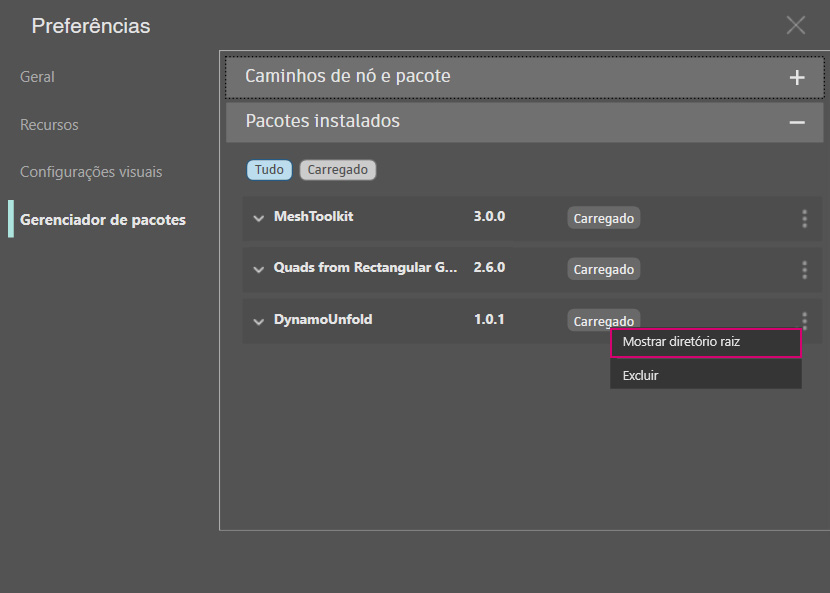 Preferências
Geral
Recursos
Configurações visuais
Gerenciador de pacotes
Caminhos de nó e pacote
Pacotes instalados
Tudo Carregado
MeshToolkit 3.0.0 Carregado
Quads from Rectangular G... 2.6.0 Carregado
DynamoUnfold 1.0.1 Carregado
Mostrar diretório raiz
Excluir